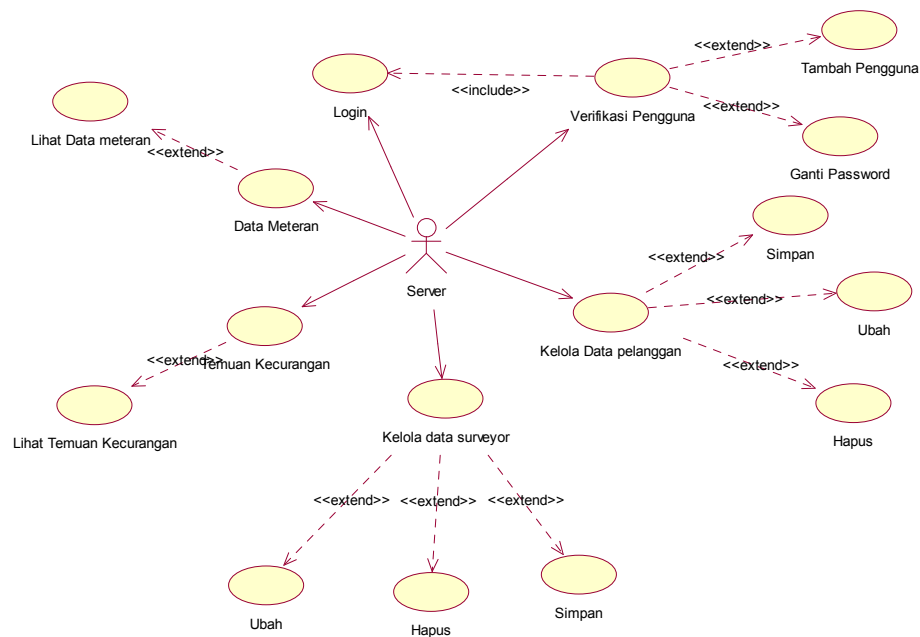 <<extend>>
Tambah Pengguna
Login
<<include>>
Verifikasi Pengguna
<<extend>>
Ganti Password
Lihat Data meteran
<<extend>>
Data Meteran
Simpan
<<extend>>
Server
<<extend>>
Ubah
Kelola Data pelanggan
<<extend>>
Hapus
Temuan Kecurangan
<<extend>>
Lihat Temuan Kecurangan
Kelola data surveyor
<<extend>>
<<extend>>
<<extend>>
Ubah
Hapus
Simpan